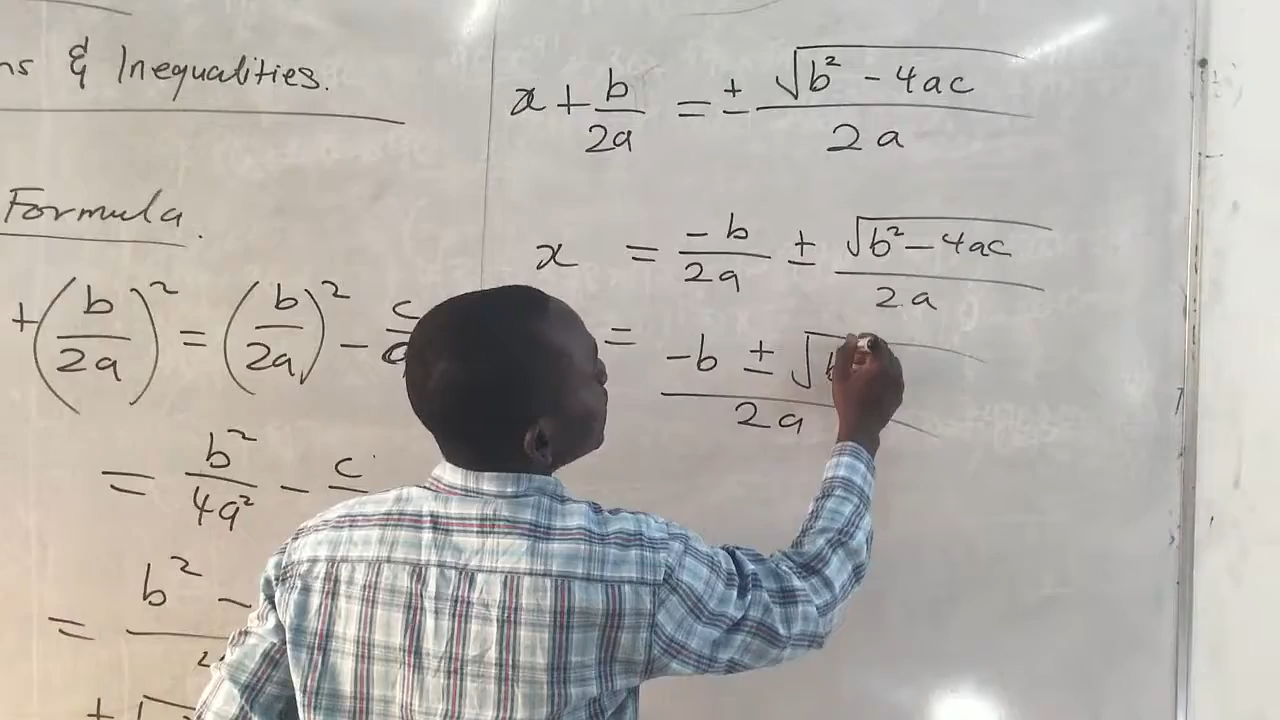 ns & Inequalities.
Formula.
+(b/2a)² = (b/2a)² - c/a
= b²/4a² - c
= b² -
± √
x + b/2a = ± √(b² - 4ac)/2a
x = -b/2a ± √(b² - 4ac)/2a
= -b ± √b/2a